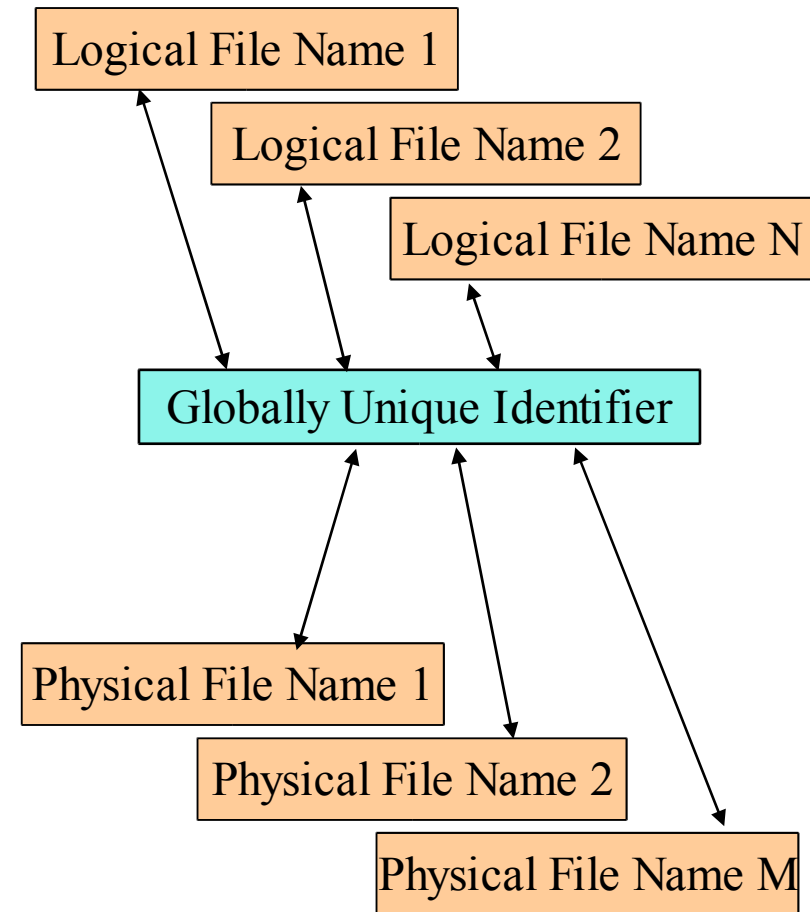 Logical File Name 1
Logical File Name 2
Logical File Name N
Globally Unique Identifier
Physical File Name 1
Physical File Name 2
Physical File Name M